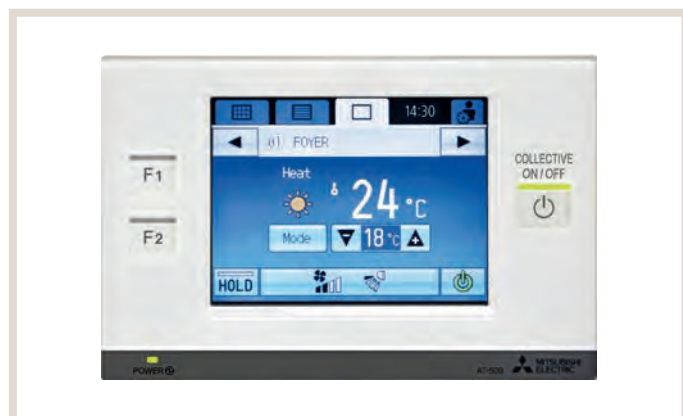 14:30
01 FOYER
Heat
24 °C
Mode 18 °C
HOLD
F1
F2
COLLECTIVE
ON/OFF
POWER
AT-50B
MITSUBISHI
ELECTRIC